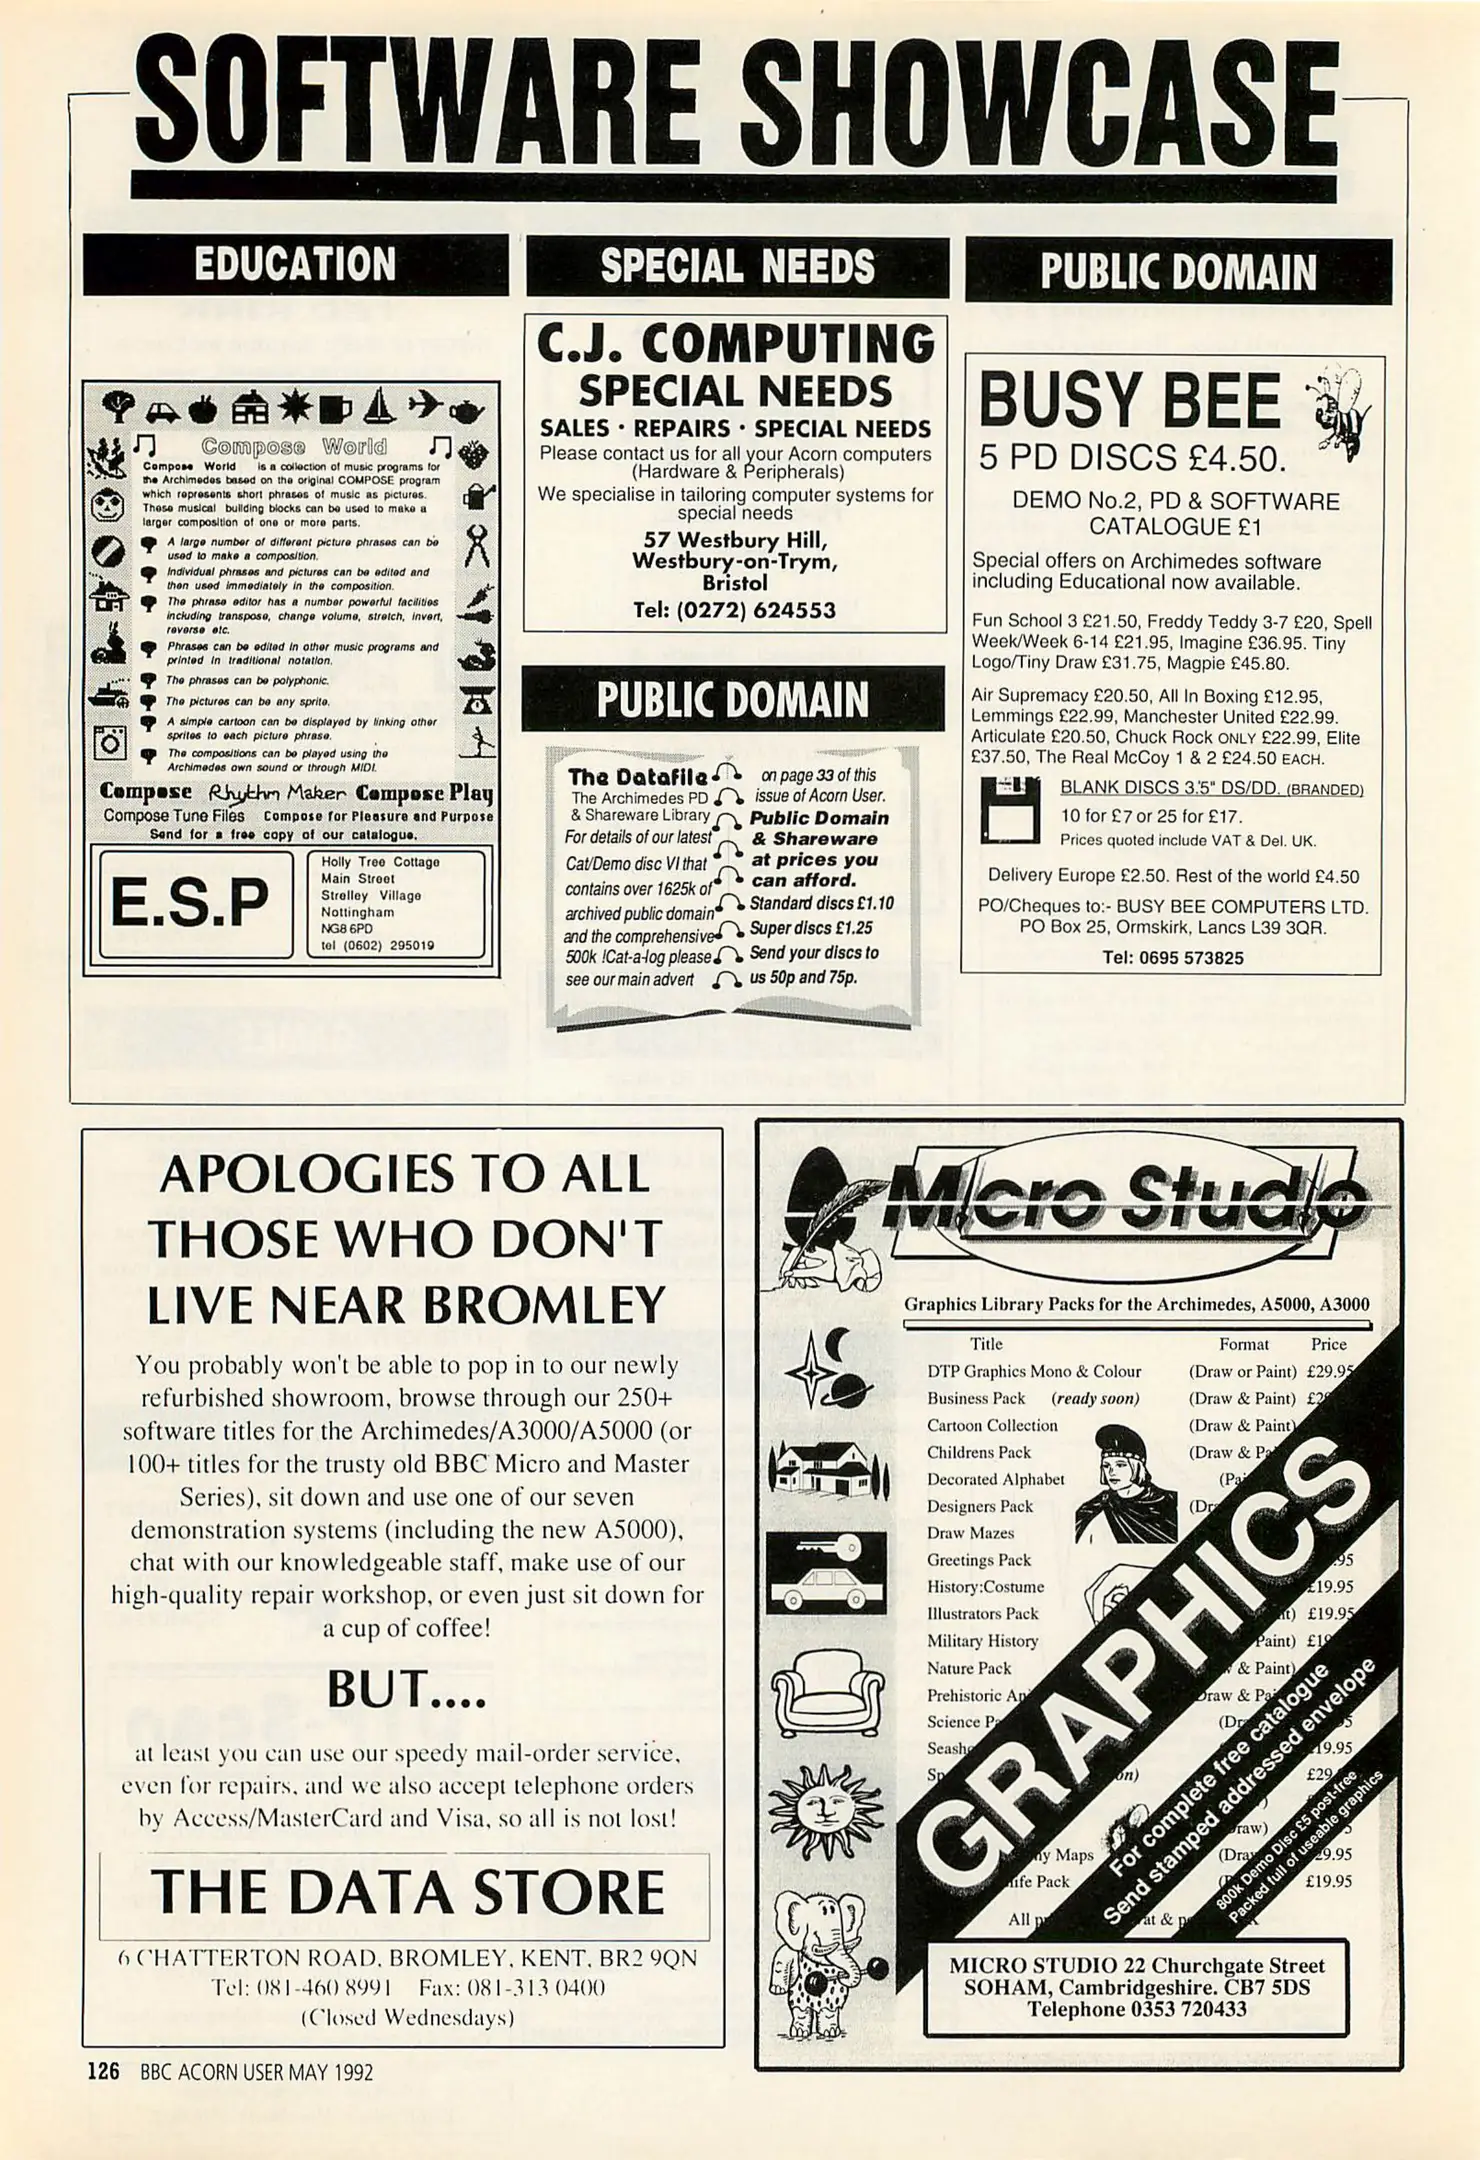 SOFTWARE SHOWCASE
EDUCATION
Compose World
Compose World is a collection of music programs for
the Archimedes based on the original COMPOSE program
which represents short phrases of music as pictures.
These musical building blocks can be used to make a
larger composition of one or more parts.
A large number of different picture phrases can be
used to make a composition.
Individual phrases and pictures can be edited and
then used immediately in the composition.
The phrase editor has a number powerful facilities
including transpose, change volume, stretch, invert,
reverse etc.
Phrases can be edited in other music programs and
printed in traditional notation.
The phrases can be polyphonic.
The pictures can be any sprite.
A simple cartoon can be displayed by linking other
sprites to each picture phrase.
The compositions can be played using the
Archimedes own sound or through MIDI.
Compose Rhythm Maker Compose Play
Compose Tune Files Compose for Pleasure and Purpose
Send for a free copy of our catalogue.
E.S.P
Holly Tree Cottage
Main Street
Strelley Village
Nottingham
NG8 6PD
tel (0602) 295019
SPECIAL NEEDS
C.J. COMPUTING
SPECIAL NEEDS
SALES · REPAIRS · SPECIAL NEEDS
Please contact us for all your Acorn computers
(Hardware & Peripherals)
We specialise in tailoring computer systems for
special needs
57 Westbury Hill,
Westbury-on-Trym,
Bristol
Tel: (0272) 624553
PUBLIC DOMAIN
The Datafile
The Archimedes PD
& Shareware Library
For details of our latest
Cat/Demo disc VI that
contains over 1625k of
archived public domain
and the comprehensive
500k !Cat-a-log please
see our main advert
on page 33 of this
issue of Acorn User.
Public Domain
& Shareware
at prices you
can afford.
Standard discs £1.10
Super discs £1.25
Send your discs to
us 50p and 75p.
PUBLIC DOMAIN
BUSY BEE
5 PD DISCS £4.50.
DEMO No.2, PD & SOFTWARE
CATALOGUE £1
Special offers on Archimedes software
including Educational now available.
Fun School 3 £21.50, Freddy Teddy 3-7 £20, Spell
Week/Week 6-14 £21.95, Imagine £36.95. Tiny
Logo/Tiny Draw £31.75, Magpie £45.80.
Air Supremacy £20.50, All In Boxing £12.95,
Lemmings £22.99, Manchester United £22.99.
Articulate £20.50, Chuck Rock ONLY £22.99, Elite
£37.50, The Real McCoy 1 & 2 £24.50 EACH.
BLANK DISCS 3.'5" DS/DD. (BRANDED)
10 for £7 or 25 for £17.
Prices quoted include VAT & Del. UK.
Delivery Europe £2.50. Rest of the world £4.50
PO/Cheques to:- BUSY BEE COMPUTERS LTD.
PO Box 25, Ormskirk, Lancs L39 3QR.
Tel: 0695 573825
APOLOGIES TO ALL
THOSE WHO DON'T
LIVE NEAR BROMLEY
You probably won't be able to pop in to our newly
refurbished showroom, browse through our 250+
software titles for the Archimedes/A3000/A5000 (or
100+ titles for the trusty old BBC Micro and Master
Series), sit down and use one of our seven
demonstration systems (including the new A5000),
chat with our knowledgeable staff, make use of our
high-quality repair workshop, or even just sit down for
a cup of coffee!
BUT....
at least you can use our speedy mail-order service,
even for repairs, and we also accept telephone orders
by Access/MasterCard and Visa, so all is not lost!
THE DATA STORE
6 CHATTERTON ROAD, BROMLEY, KENT, BR2 9QN
Tel: 081-460 8991 Fax: 081-313 0400
(Closed Wednesdays)
Micro Studio
Graphics Library Packs for the Archimedes, A5000, A3000
Title Format Price
DTP Graphics Mono & Colour (Draw or Paint) £29.95
Business Pack (ready soon) (Draw & Paint)
Cartoon Collection (Draw & Paint)
Childrens Pack (Draw &
Decorated Alphabet
Designers Pack
Draw Mazes
Greetings Pack
History:Costume £19.95
Illustrators Pack £19.95
Military History Paint)
Nature Pack & Paint)
Prehistoric
Science
& Paint)
£19.95
Maps
Pack £19.95
All
GRAPHICS
For complete free catalogue
Send stamped addressed envelope
800k Demo Disc £5 post-free
Packed full of useable graphics
MICRO STUDIO 22 Churchgate Street
SOHAM, Cambridgeshire. CB7 5DS
Telephone 0353 720433
126 BBC ACORN USER MAY 1992